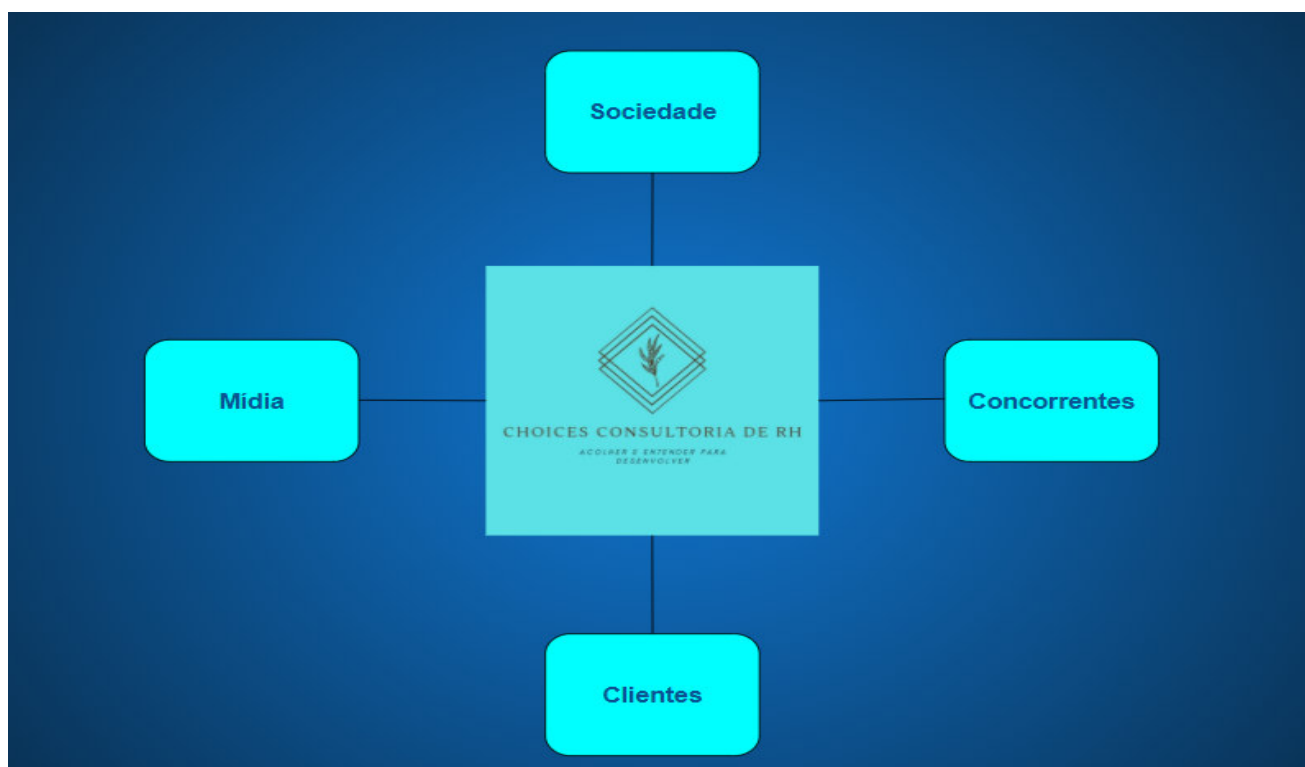 Sociedade
Mídia
CHOICES CONSULTORIA DE RH
ACOLHER E ENTENDER PARA
DESENVOLVER
Concorrentes
Clientes